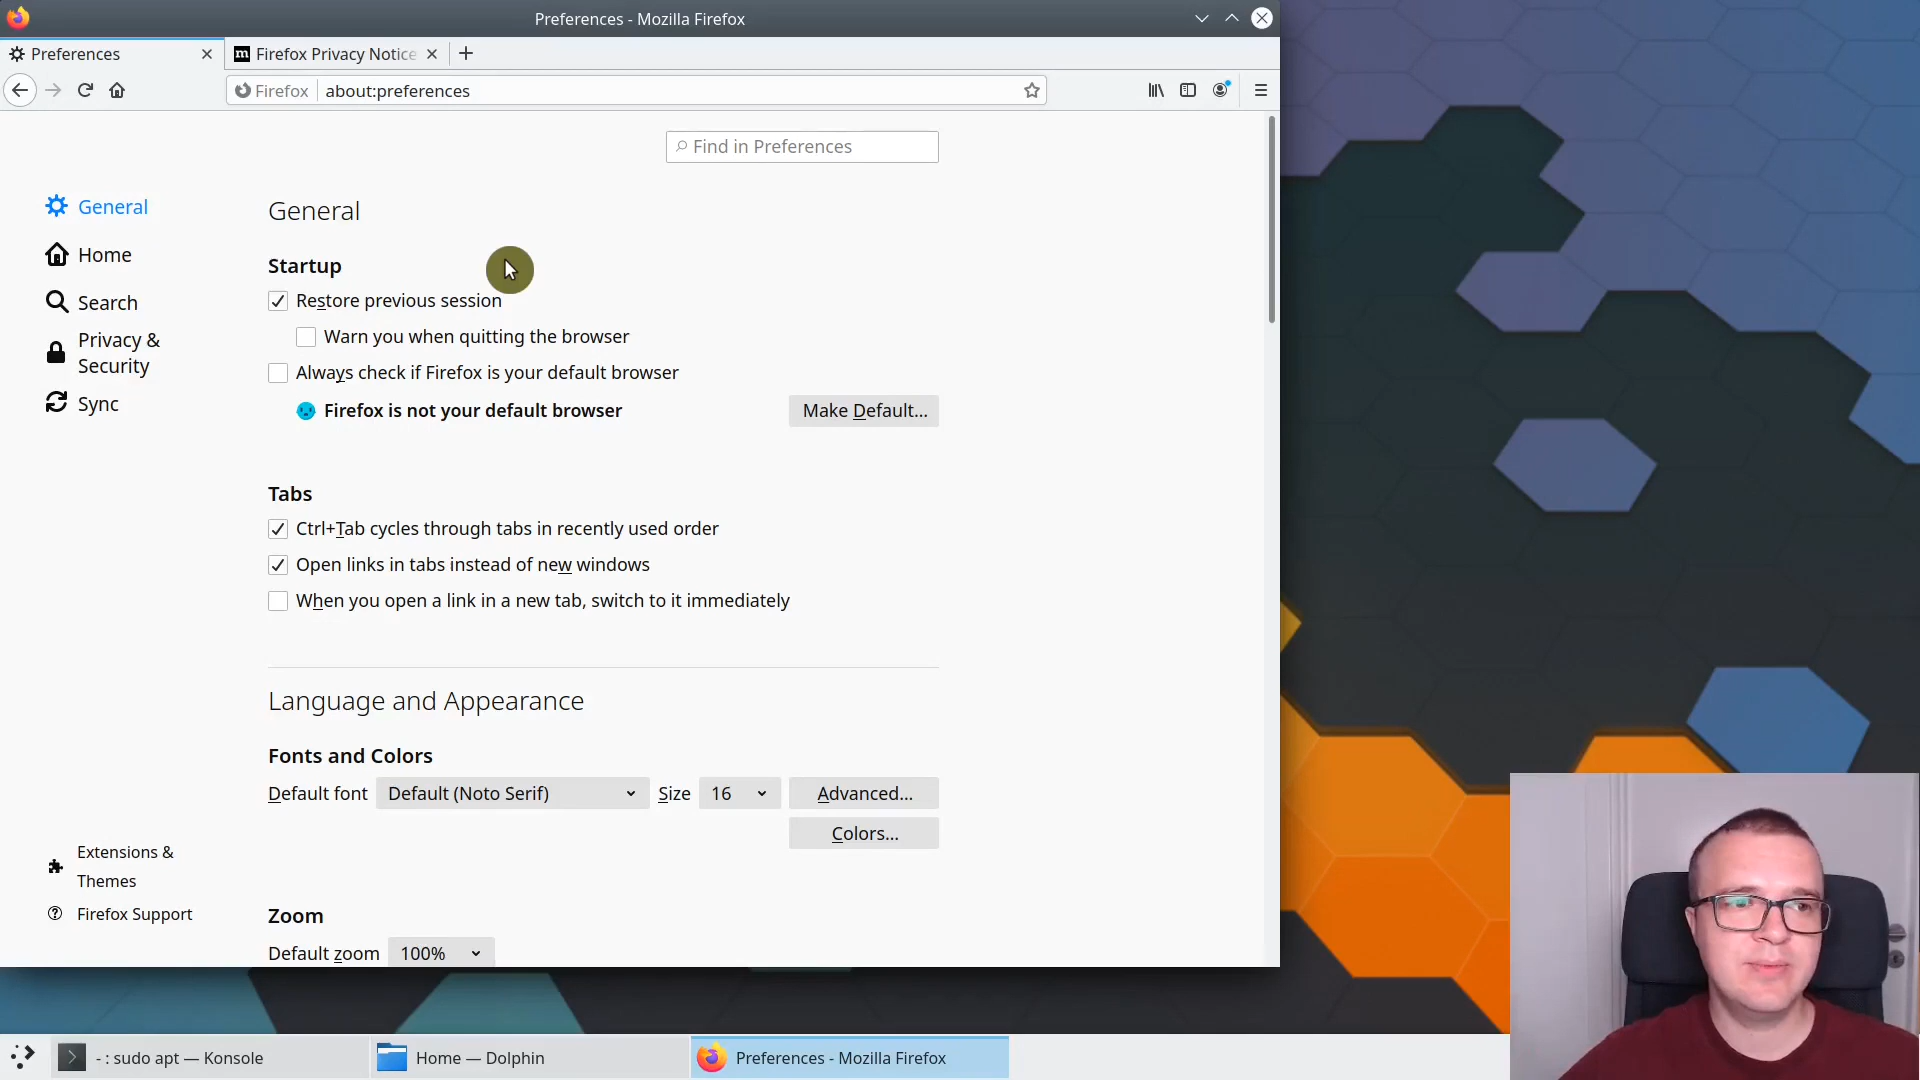 Preferences - Mozilla Firefox
Preferences
Firefox Privacy Notice
Firefox
about:preferences
Find in Preferences
General
Home
Search
Privacy &
Security
Sync
Extensions &
Themes
Firefox Support
General
Startup
Restore previous session
Warn you when quitting the browser
Always check if Firefox is your default browser
Firefox is not your default browser
Make Default...
Tabs
Ctrl+Tab cycles through tabs in recently used order
Open links in tabs instead of new windows
When you open a link in a new tab, switch to it immediately
Language and Appearance
Fonts and Colors
Default font Default (Noto Serif) Size 16 Advanced...
Colors...
Zoom
Default zoom 100%
- : sudo apt — Konsole
Home — Dolphin
Preferences - Mozilla Firefox